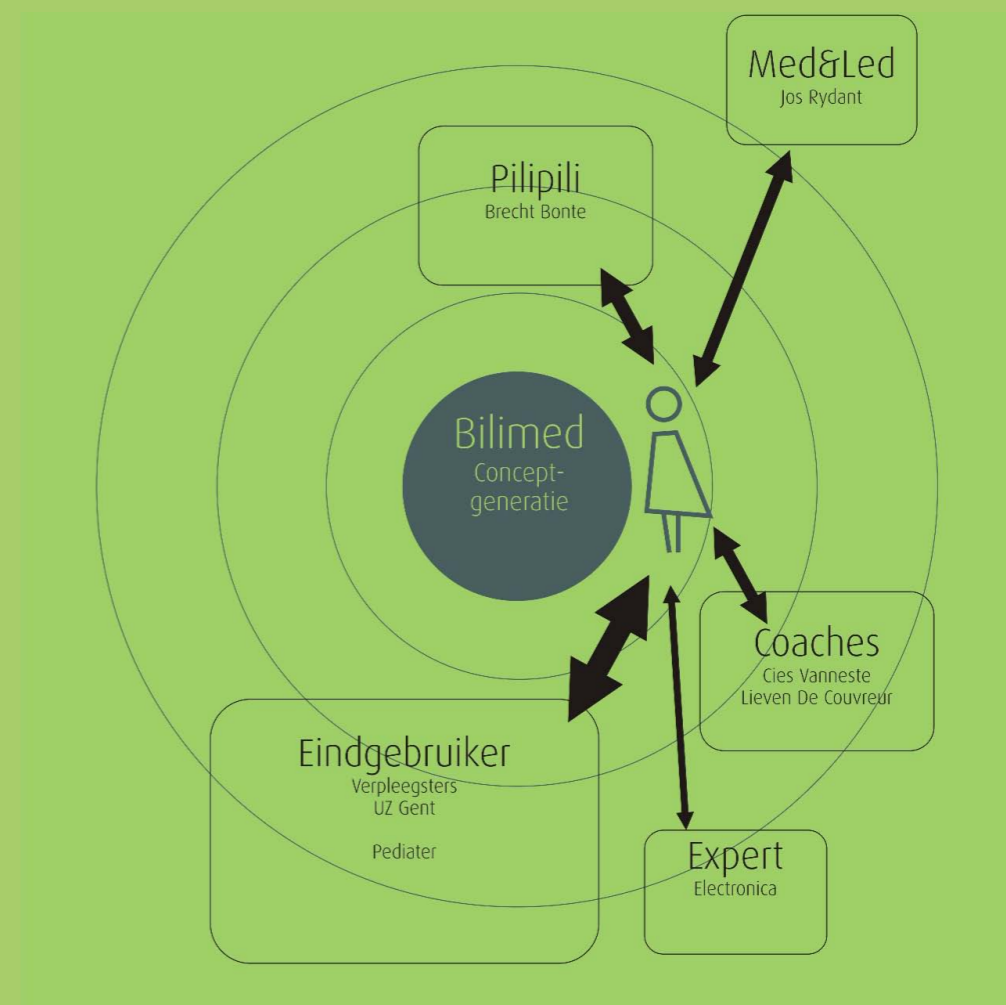 Med&Led
Jos Rydant
Pilipili
Brecht Bonte
Bilimed
Concept-
generatie
Coaches
Cies Vanneste
Lieven De Couvreur
Eindgebruiker
Verpleegsters
UZ Gent
Pediater
Expert
Electronica